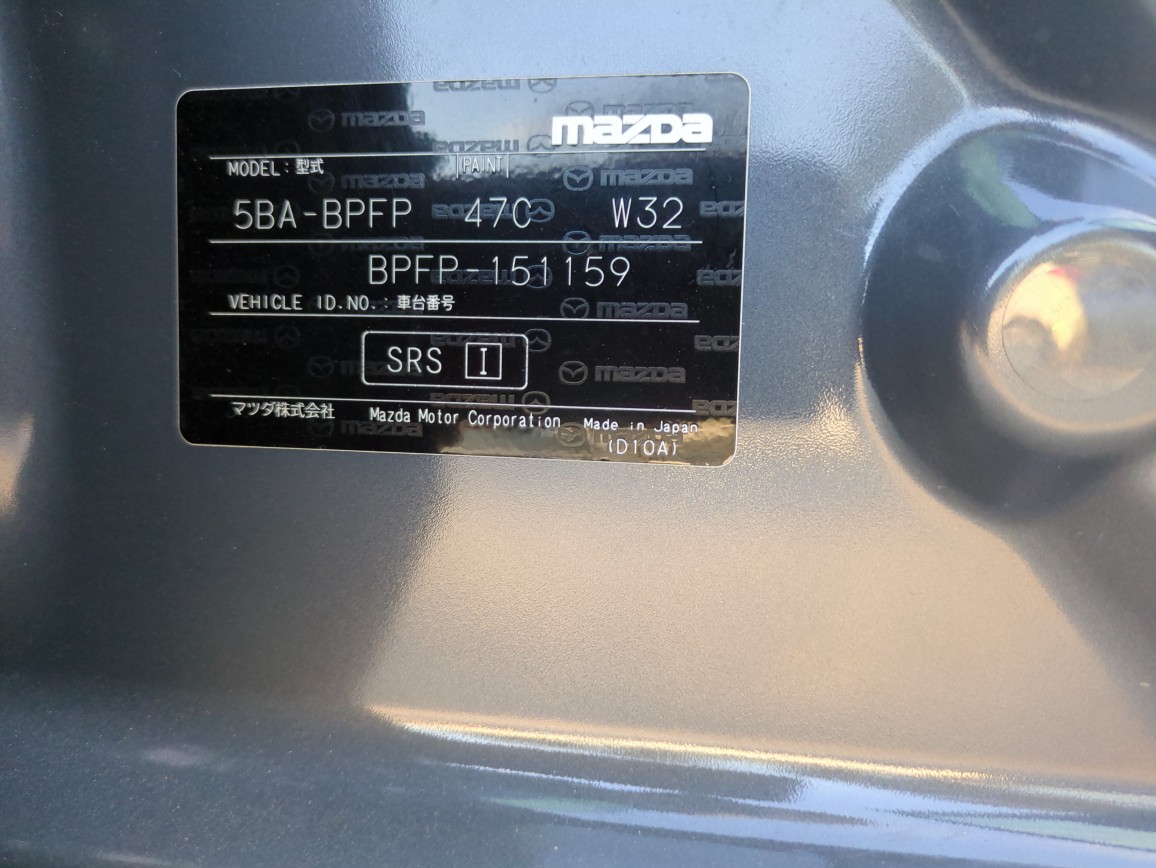 mazda
MODEL : 型式 PAINT
5BA-BPFP 47C W32
BPFP-151159
VEHICLE ID.NO. : 車台番号
SRS I
マツダ株式会社 Mazda Motor Corporation Made in Japan
(D10A)